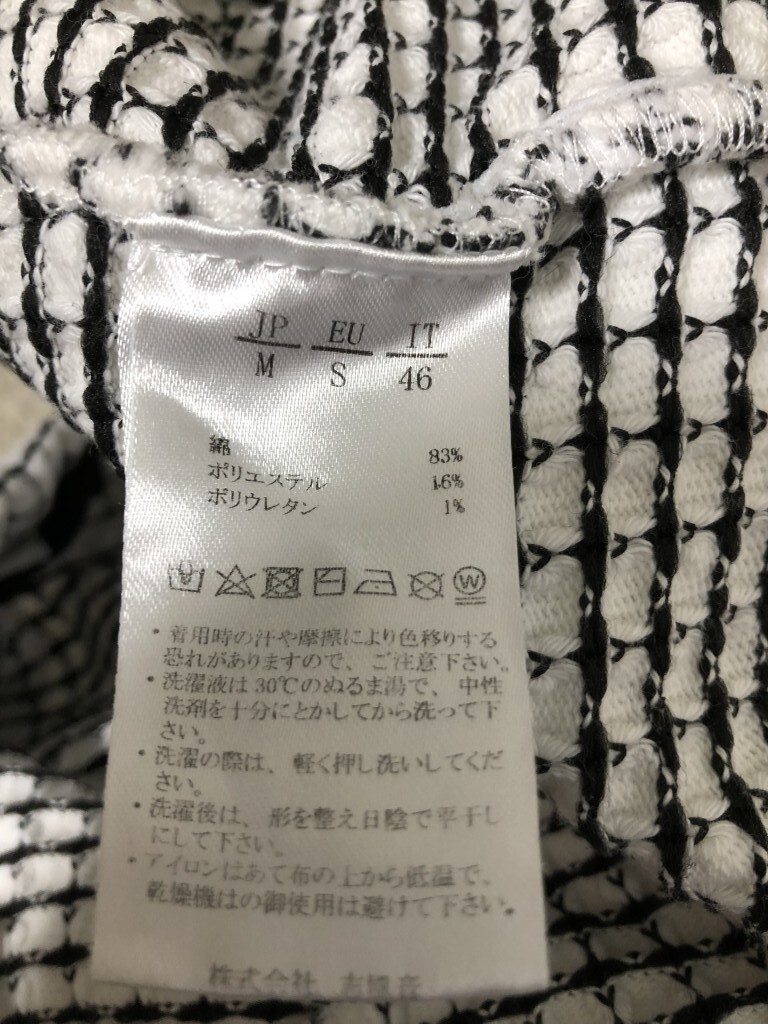 JP EU IT
M S 46
綿 83%
ポリエステル 16%
ポリウレタン 1%
W
・着用時の汗や摩擦により色移りする
恐れがありますので、ご注意下さい。
・洗濯液は30℃のぬるま湯で、中性
洗剤を十分にとかしてから洗って下
さい。
・洗濯の際は、軽く押し洗いしてくだ
さい。
・洗濯後は、形を整え日陰で平干し
にして下さい。
・アイロンはあて布の上から低温で、
乾燥機はの御使用は避けて下さい。
株式会社